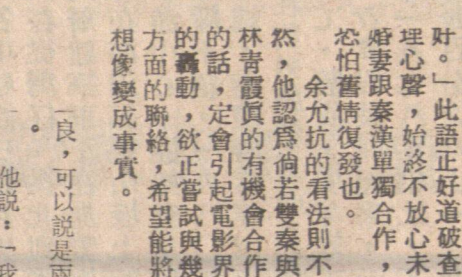 好。」此語正好道破查
理心聲，始終不放心未
婚妻跟秦漢單獨合作，
恐怕舊情復發也。
余允抗的看法則不
然，他認爲倘若雙秦與
林青霞眞的有機會合作
的話，定會引起電影界
的轟動，欲正嘗試與幾
方面的聯絡，希望能將
想像變成事實。
良，可以說是兩
。
他説：「我